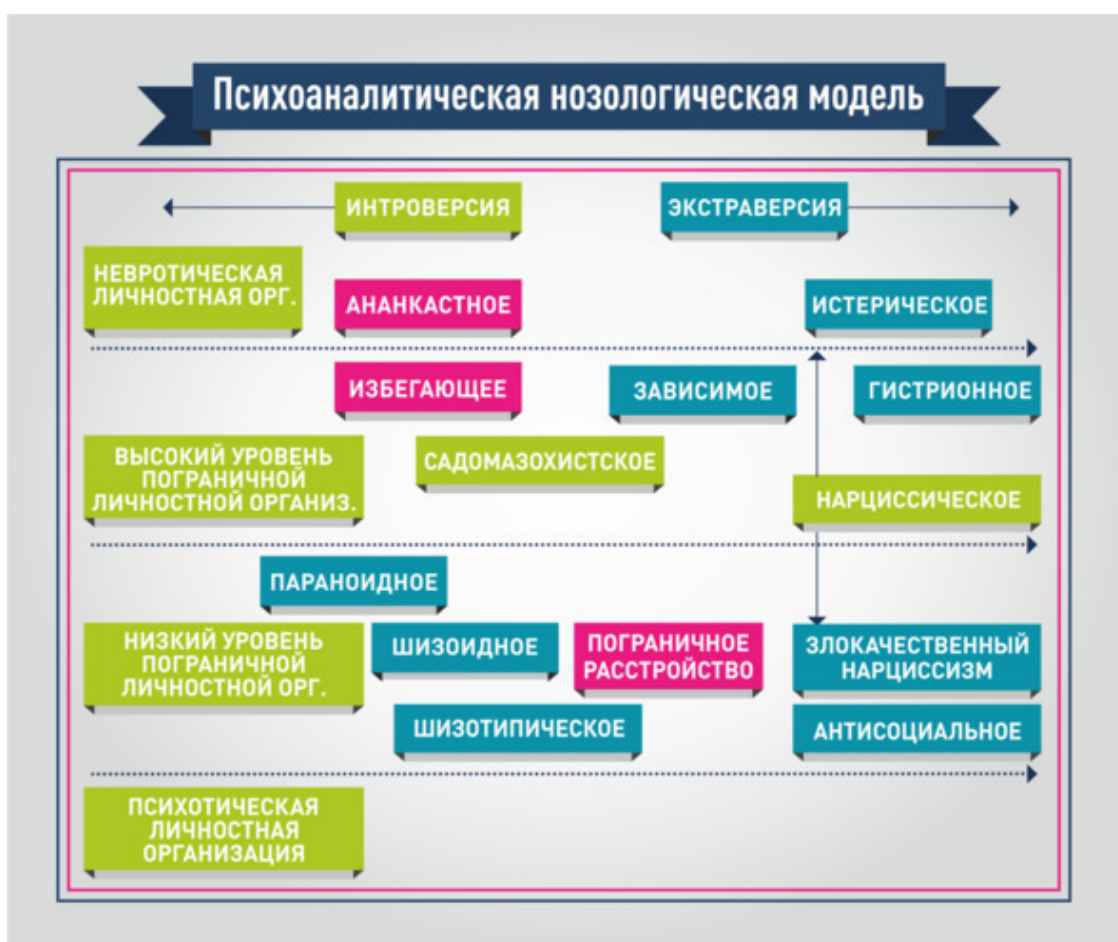 Психоаналитическая нозологическая модель
ИНТРОВЕРСИЯ
ЭКСТРАВЕРСИЯ
НЕВРОТИЧЕСКАЯ
ЛИЧНОСТНАЯ ОРГ.
АНАНКАСТНОЕ
ИСТЕРИЧЕСКОЕ
ИЗБЕГАЮЩЕЕ
ЗАВИСИМОЕ
ГИСТРИОННОЕ
ВЫСОКИЙ УРОВЕНЬ
ПОГРАНИЧНОЙ
ЛИЧНОСТНОЙ ОРГАНИЗ.
САДОМАЗОХИСТСКОЕ
НАРЦИССИЧЕСКОЕ
ПАРАНОИДНОЕ
НИЗКИЙ УРОВЕНЬ
ПОГРАНИЧНОЙ
ЛИЧНОСТНОЙ ОРГ.
ШИЗОИДНОЕ
ПОГРАНИЧНОЕ
РАССТРОЙСТВО
ЗЛОКАЧЕСТВЕННЫЙ
НАРЦИССИЗМ
ШИЗОТИПИЧЕСКОЕ
АНТИСОЦИАЛЬНОЕ
ПСИХОТИЧЕСКАЯ
ЛИЧНОСТНАЯ
ОРГАНИЗАЦИЯ